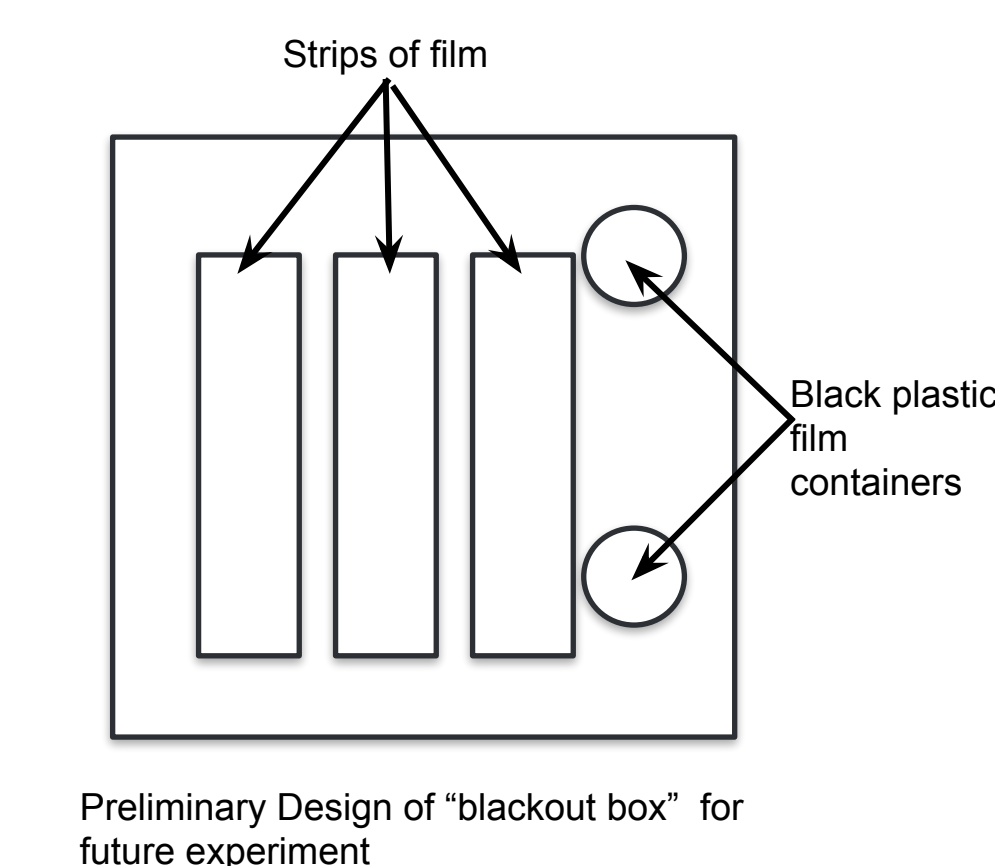 Strips of film
Black plastic
film
containers
Preliminary Design of “blackout box”  for
future experiment